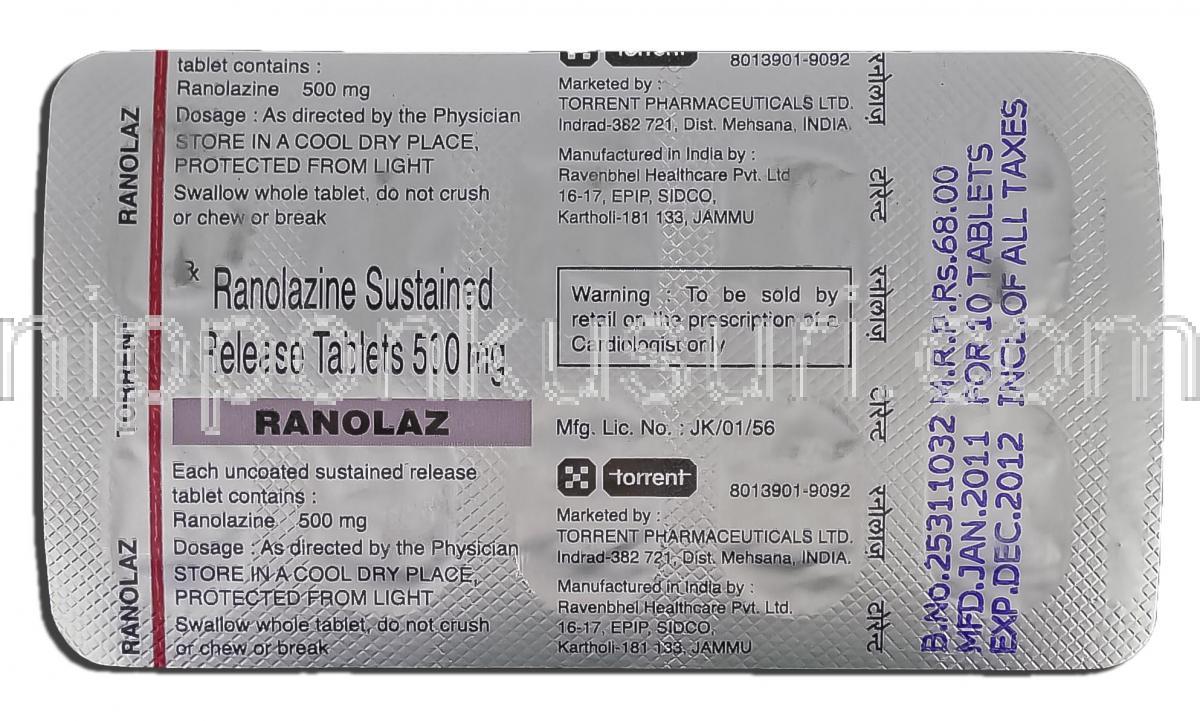 RANOLAZ
TORRENT
RANOLAZ
tablet contains :
Ranolazine 500 mg
Dosage : As directed by the Physician
STORE IN A COOL DRY PLACE,
PROTECTED FROM LIGHT
Swallow whole tablet, do not crush
or chew or break
Rx Ranolazine Sustained
Release Tablets 500 mg
RANOLAZ
Each uncoated sustained release
tablet contains :
Ranolazine 500 mg
Dosage : As directed by the Physician
STORE IN A COOL DRY PLACE,
PROTECTED FROM LIGHT
Swallow whole tablet, do not crush
or chew or break
torrent
8013901-9092
Marketed by :
TORRENT PHARMACEUTICALS LTD.
Indrad-382 721, Dist. Mehsana, INDIA.
Manufactured in India by :
Ravenbhel Healthcare Pvt. Ltd
16-17, EPIP, SIDCO,
Kartholi-181 133, JAMMU
Warning : To be sold by
retail on the prescription of a
Cardiologist only
Mfg. Lic. No. : JK/01/56
torrent
8013901-9092
Marketed by :
TORRENT PHARMACEUTICALS LTD.
Indrad-382 721, Dist. Mehsana, INDIA.
Manufactured in India by :
Ravenbhel Healthcare Pvt. Ltd.
16-17, EPIP, SIDCO,
Kartholi-181 133, JAMMU
रनोलाज़
टोरेन्ट
रनोलाज़
टोरेन्ट
रनोलाज़
टोरेन्ट
B.No.25311032 M.R.P.Rs.68.00
MFD.JAN.2011 FOR 10 TABLETS
EXP.DEC.2012 INCL.OF ALL TAXES
nipponkusuri.com